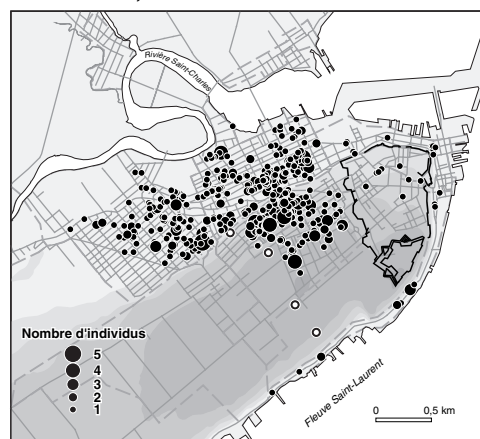 Rivière Saint-Charles
Nombre d'individus
5
4
3
2
1
Fleuve Saint-Laurent
0 0,5 km